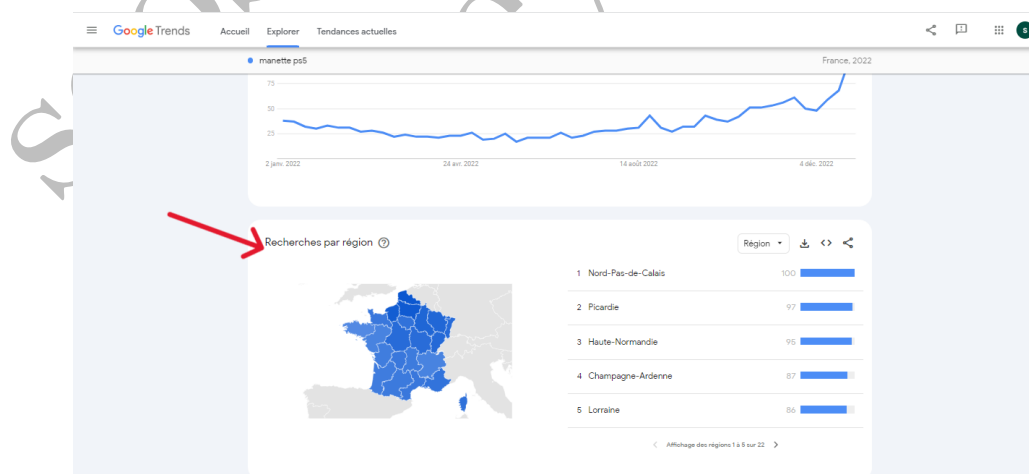 Google Trends Accueil Explorer Tendances actuelles S
manette ps5 France, 2022
75
50
25
2 janv. 2022 24 avr. 2022 14 août 2022 4 déc. 2022
Recherches par région Région
1 Nord-Pas-de-Calais 100
2 Picardie 97
3 Haute-Normandie 95
4 Champagne-Ardenne 87
5 Lorraine 86
Affichage des régions 1 à 5 sur 22